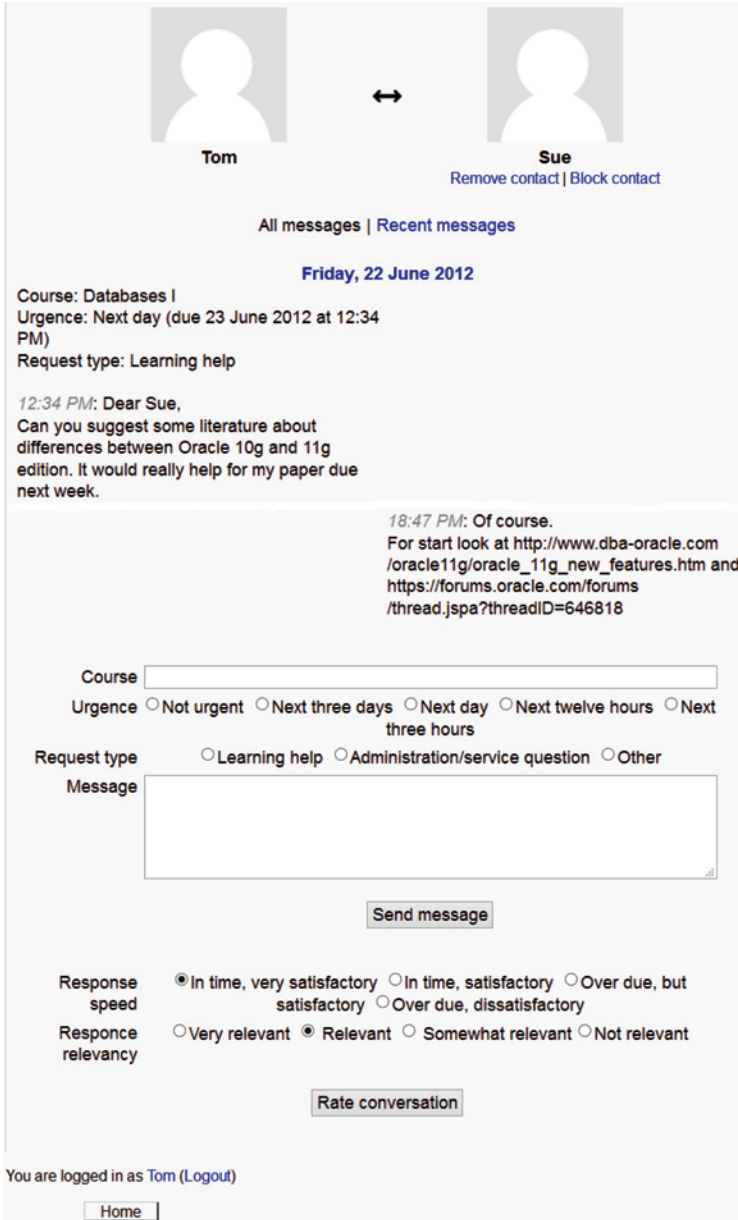 Tom
Sue
Remove contact | Block contact
All messages | Recent messages
Friday, 22 June 2012
Course: Databases I
Urgence: Next day (due 23 June 2012 at 12:34
PM)
Request type: Learning help
12:34 PM: Dear Sue,
Can you suggest some literature about
differences between Oracle 10g and 11g
edition. It would really help for my paper due
next week.
18:47 PM: Of course.
For start look at http://www.dba-oracle.com
/oracle11g/oracle_11g_new_features.htm and
https://forums.oracle.com/forums
/thread.jspa?threadID=646818
Course
Urgence Not urgent Next three days Next day Next twelve hours Next
three hours
Request type Learning help Administration/service question Other
Message
Send message
Response In time, very satisfactory In time, satisfactory Over due, but
speed satisfactory Over due, dissatisfactory
Responce Very relevant Relevant Somewhat relevant Not relevant
relevancy
Rate conversation
You are logged in as Tom (Logout)
Home